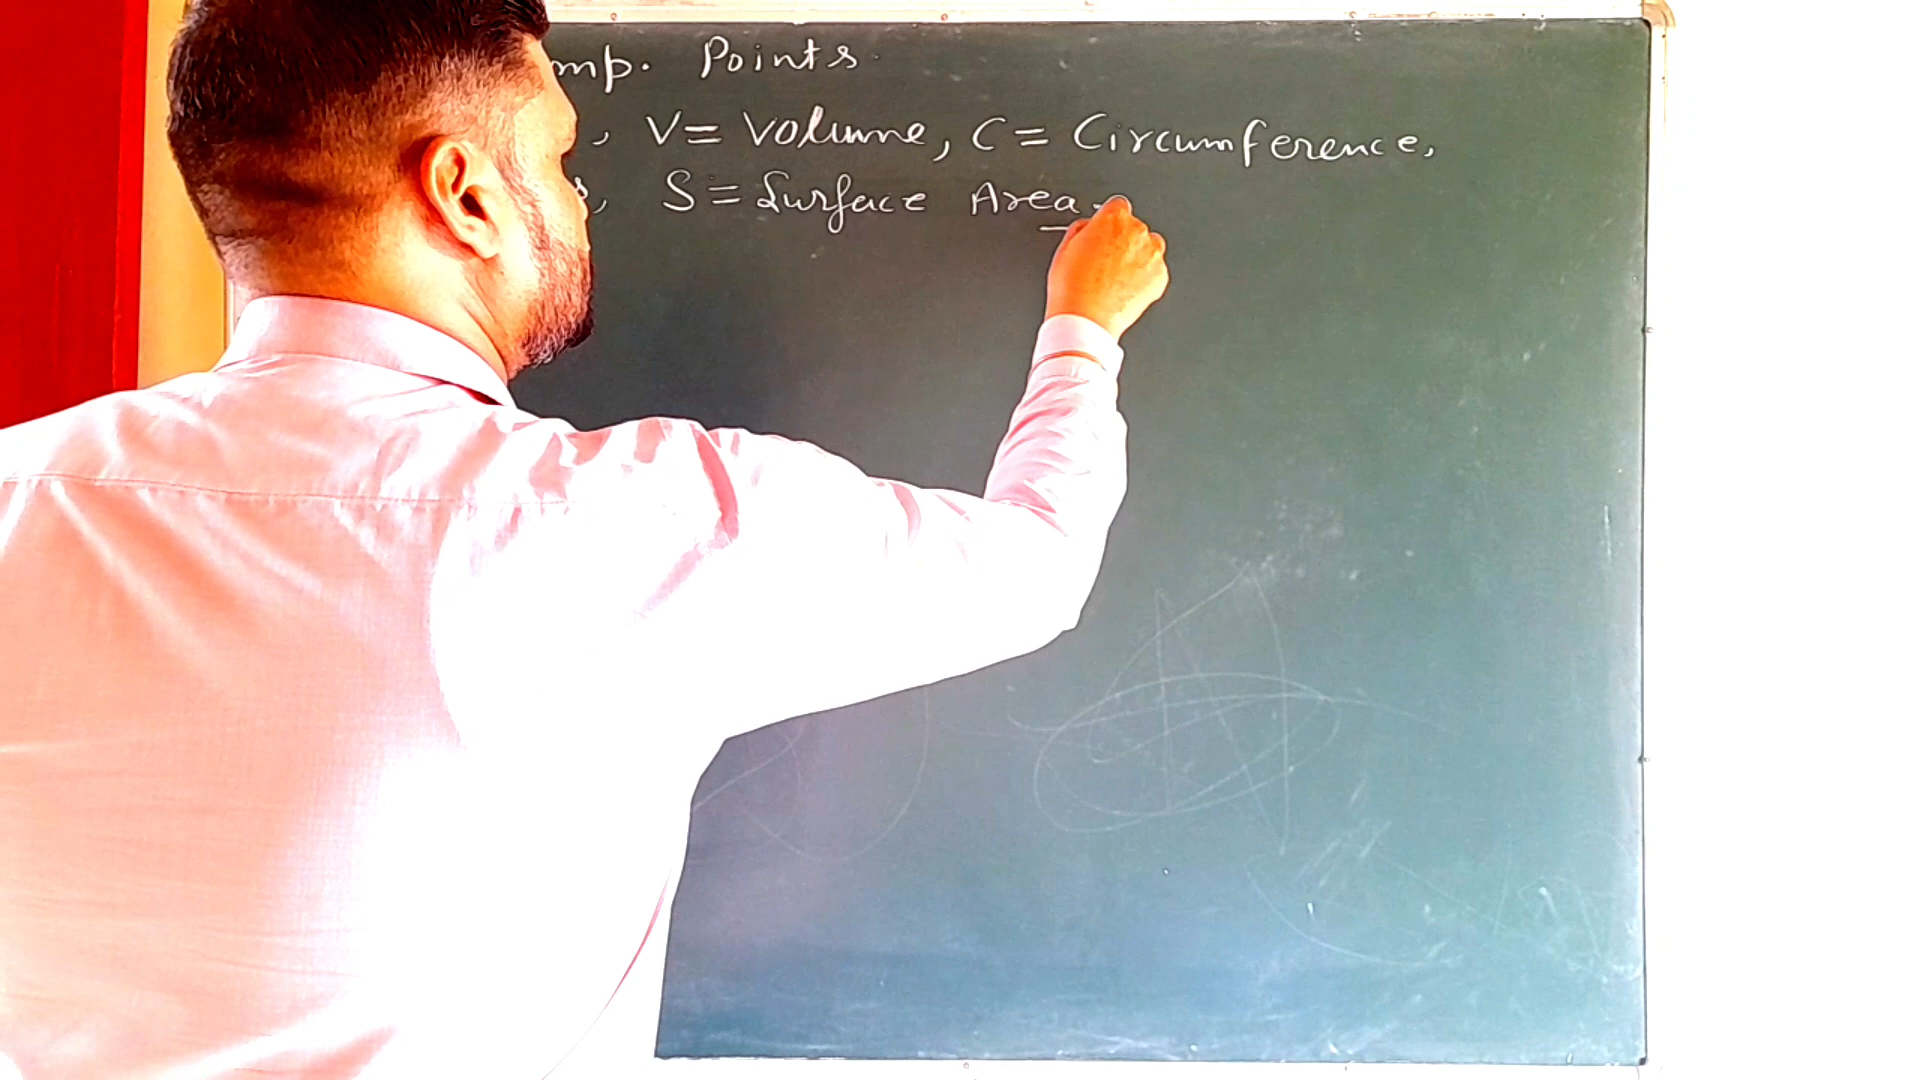 mp. Points.
, V = Volume, C = Circumference,
s, S = Surface Area.